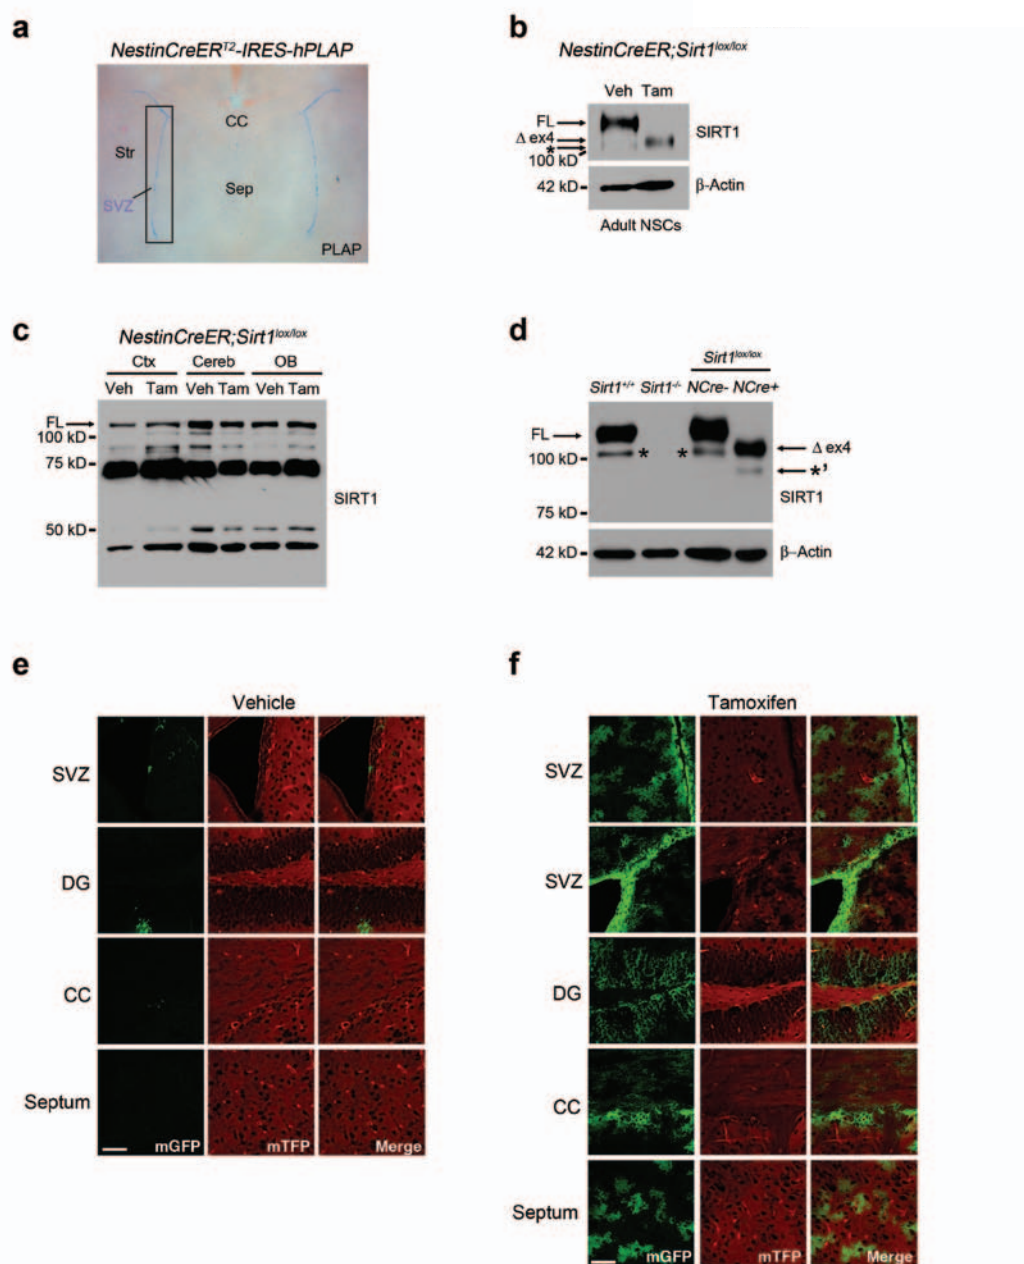 a
NestinCreER^T2-IRES-hPLAP
CC
Str
Sep
SVZ
PLAP
b
NestinCreER;Sirt1^lox/lox
Veh Tam
FL
SIRT1
Δ ex4
*
100 kD
42 kD
β-Actin
Adult NSCs
c
NestinCreER;Sirt1^lox/lox
Ctx Cereb OB
Veh Tam Veh Tam Veh Tam
FL
100 kD
75 kD
SIRT1
50 kD
d
Sirt1^lox/lox
Sirt1^+/+ Sirt1^-/- NCre- NCre+
FL
* * Δ ex4
100 kD
*'
SIRT1
75 kD
42 kD
β-Actin
e
Vehicle
SVZ
DG
CC
Septum
mGFP mTFP Merge
f
Tamoxifen
SVZ
SVZ
DG
CC
Septum
mGFP mTFP Merge